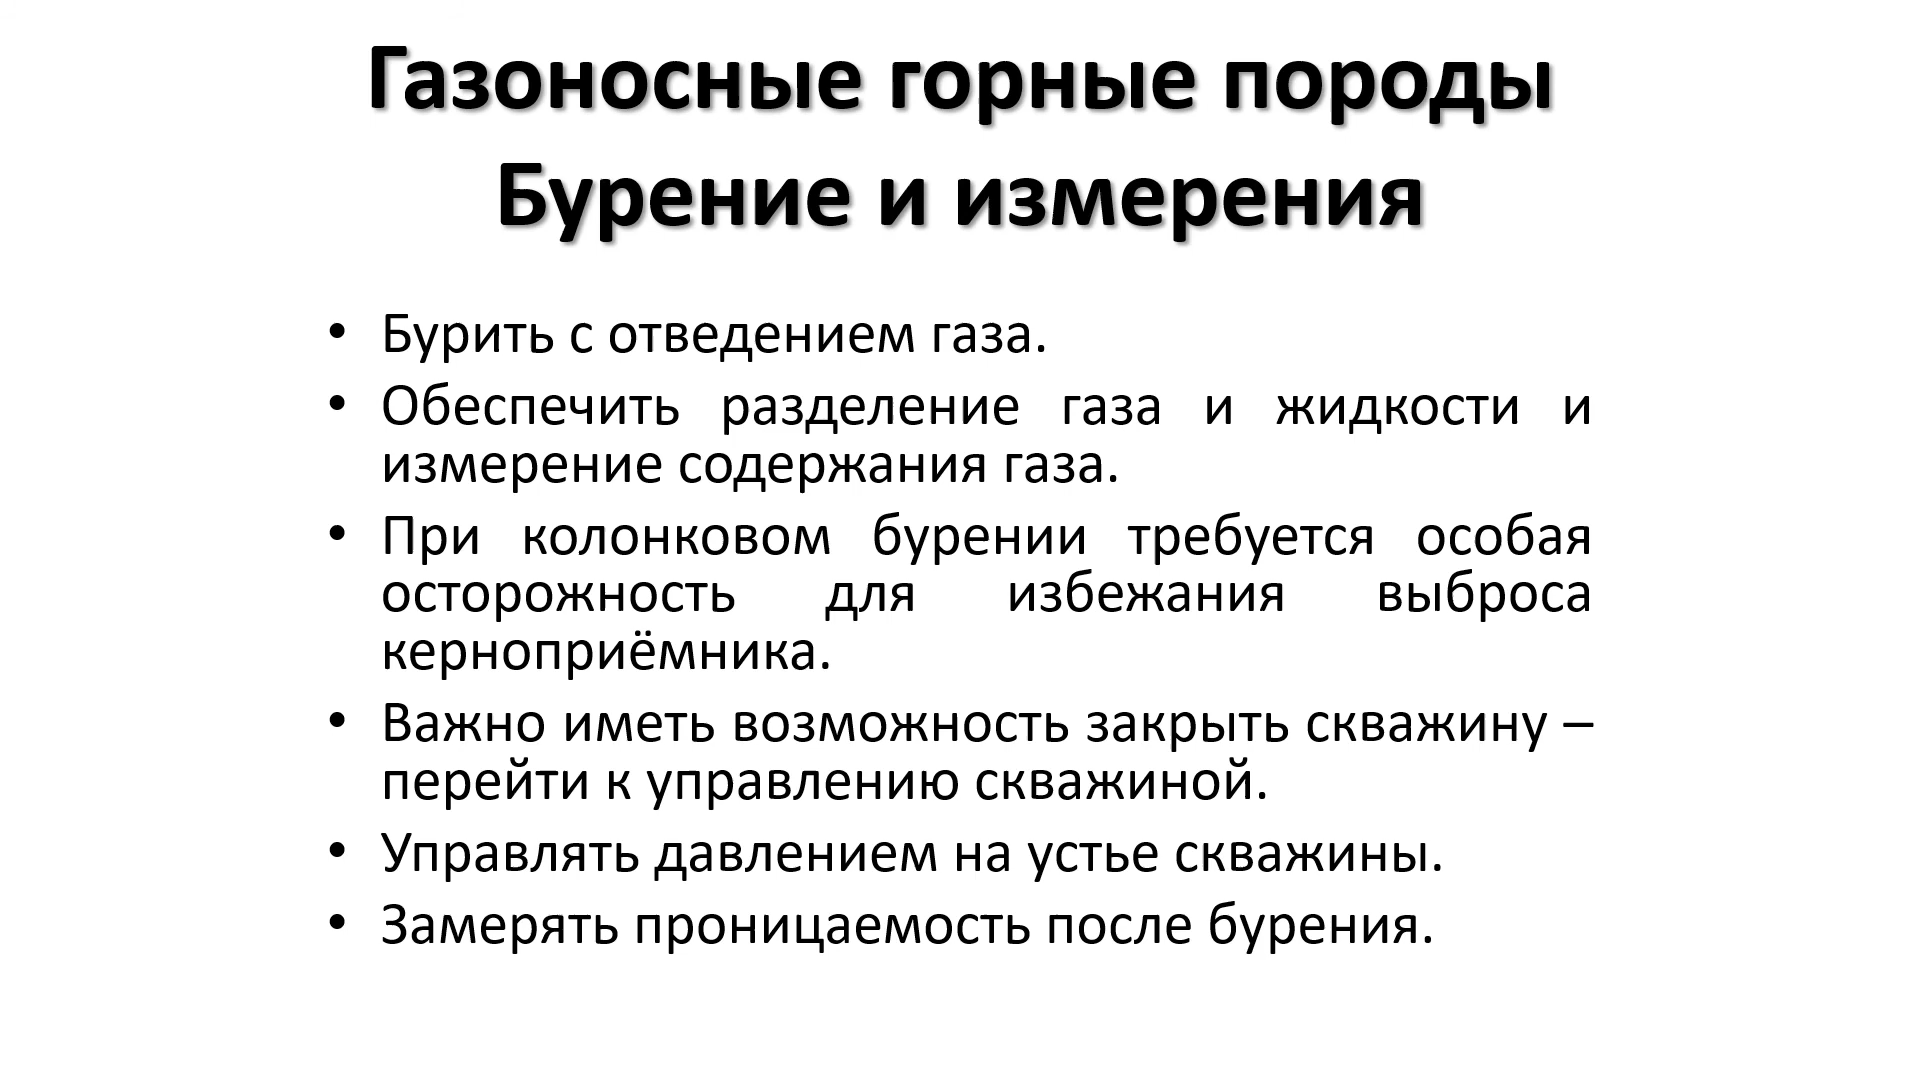 Газоносные горные породы
Бурение и измерения
• Бурить с отведением газа.
• Обеспечить разделение газа и жидкости и
измерение содержания газа.
• При колонковом бурении требуется особая
осторожность для избежания выброса
керноприёмника.
• Важно иметь возможность закрыть скважину –
перейти к управлению скважиной.
• Управлять давлением на устье скважины.
• Замерять проницаемость после бурения.